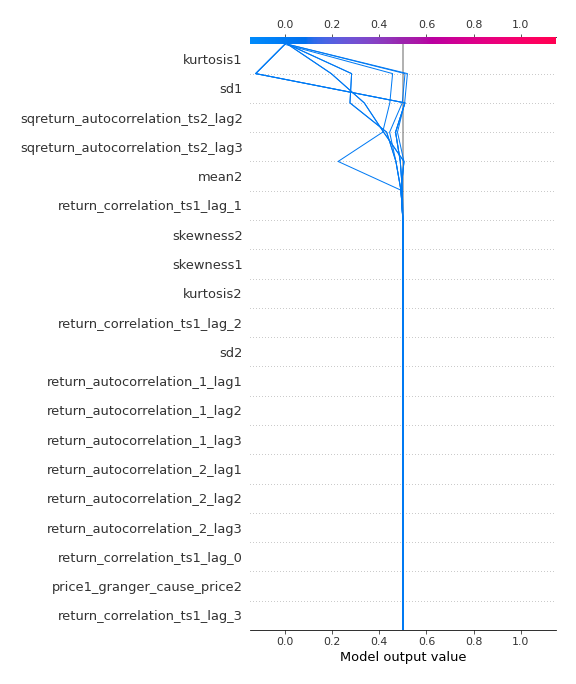 0.0 0.2 0.4 0.6 0.8 1.0
kurtosis1
sd1
sqreturn_autocorrelation_ts2_lag2
sqreturn_autocorrelation_ts2_lag3
mean2
return_correlation_ts1_lag_1
skewness2
skewness1
kurtosis2
return_correlation_ts1_lag_2
sd2
return_autocorrelation_1_lag1
return_autocorrelation_1_lag2
return_autocorrelation_1_lag3
return_autocorrelation_2_lag1
return_autocorrelation_2_lag2
return_autocorrelation_2_lag3
return_correlation_ts1_lag_0
price1_granger_cause_price2
return_correlation_ts1_lag_3
0.0 0.2 0.4 0.6 0.8 1.0
Model output value